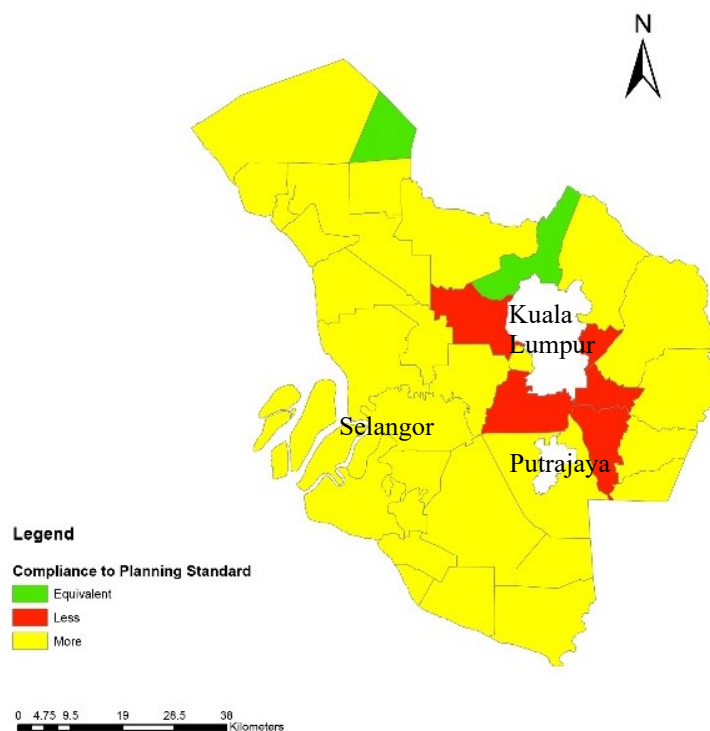 N
Kuala
Lumpur
Selangor
Putrajaya
Legend
Compliance to Planning Standard
Equivalent
Less
More
0 4.75 9.5 19 28.5 38
Kilometers